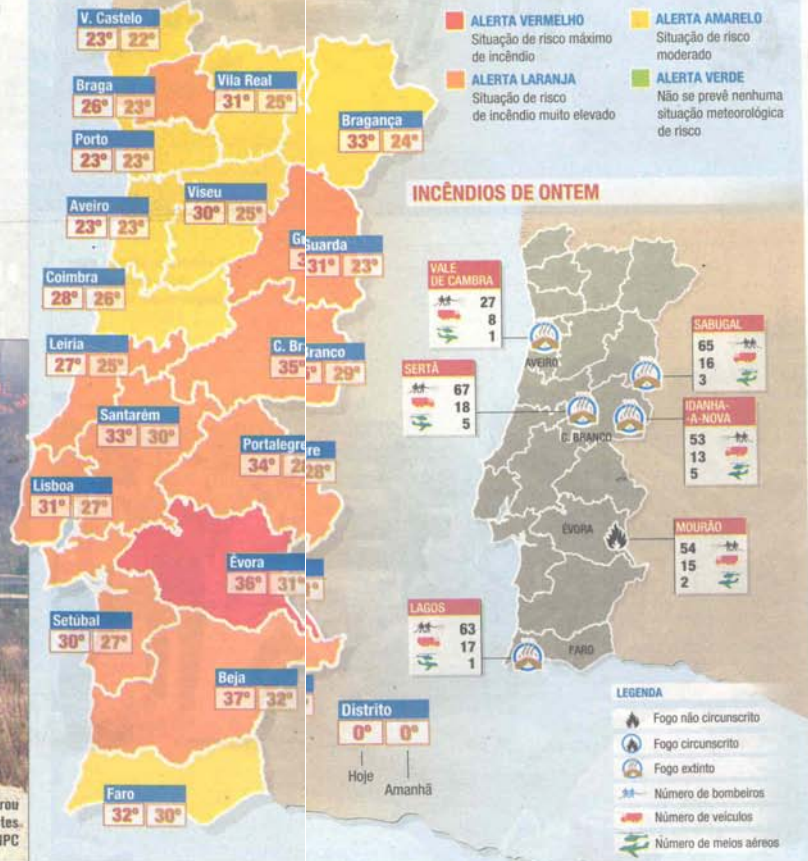 V. Castelo
23° 22°
Braga
26° 23°
Vila Real
31° 25°
Bragança
33° 24°
Porto
23° 23°
Aveiro
23° 23°
Viseu
30° 25°
Guarda
31° 23°
Coimbra
28° 26°
Leiria
27° 25°
C. Branco
35° 29°
Santarém
33° 30°
Portalegre
34° 28°
Lisboa
31° 27°
Évora
36° 31°
Setúbal
30° 27°
Beja
37° 32°
Faro
32° 30°
Distrito
0° 0°
Hoje
Amanhã
ALERTA VERMELHO
Situação de risco máximo
de incêndio
ALERTA LARANJA
Situação de risco
de incêndio muito elevado
ALERTA AMARELO
Situação de risco
moderado
ALERTA VERDE
Não se prevê nenhuma
situação meteorológica
de risco
INCÊNDIOS DE ONTEM
VALE
DE CAMBRA
27
8
1
AVEIRO
SABUGAL
65
16
3
SERTÃ
67
18
5
C. BRANCO
IDANHA-
-A-NOVA
53
13
5
ÉVORA
MOURÃO
54
15
2
LAGOS
63
17
1
FARO
LEGENDA
Fogo não circunscrito
Fogo circunscrito
Fogo extinto
Número de bombeiros
Número de veículos
Número de meios aéreos
rou
tes
IPC